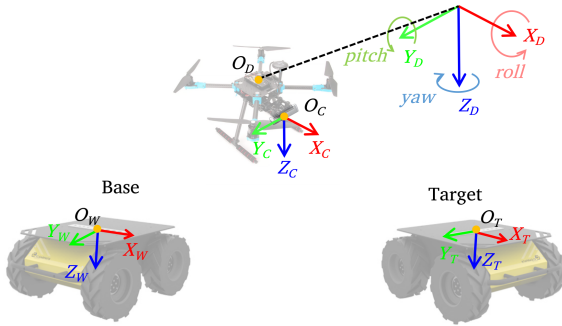 O_D
pitch
Y_D
X_D
roll
yaw
Z_D
O_C
Y_C
X_C
Z_C
Base
Target
O_W
Y_W
X_W
Z_W
O_T
Y_T
X_T
Z_T